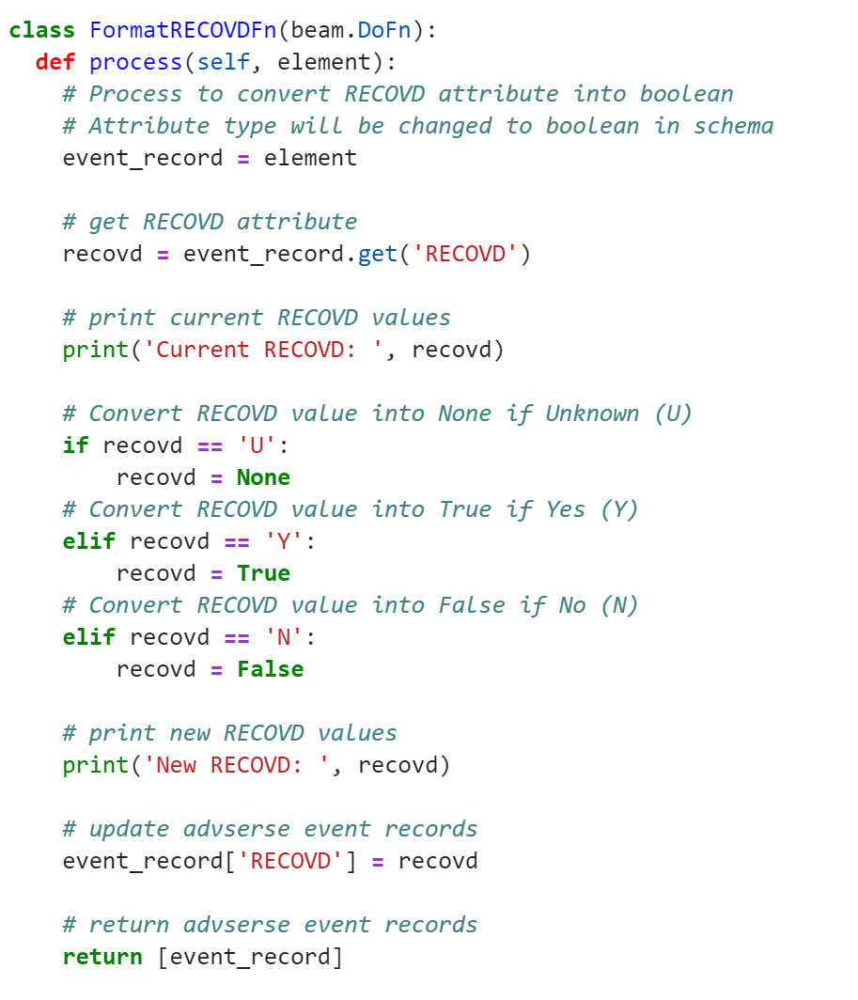 class FormatRECOVDFn(beam.DoFn):
  def process(self, element):
    # Process to convert RECOVD attribute into boolean
    # Attribute type will be changed to boolean in schema
    event_record = element

    # get RECOVD attribute
    recovd = event_record.get('RECOVD')

    # print current RECOVD values
    print('Current RECOVD: ', recovd)

    # Convert RECOVD value into None if Unknown (U)
    if recovd == 'U':
        recovd = None
    # Convert RECOVD value into True if Yes (Y)
    elif recovd == 'Y':
        recovd = True
    # Convert RECOVD value into False if No (N)
    elif recovd == 'N':
        recovd = False

    # print new RECOVD values
    print('New RECOVD: ', recovd)

    # update advserse event records
    event_record['RECOVD'] = recovd

    # return advserse event records
    return [event_record]